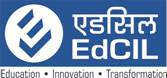 एडसिल
EdCIL
Education • Innovation • Transformation